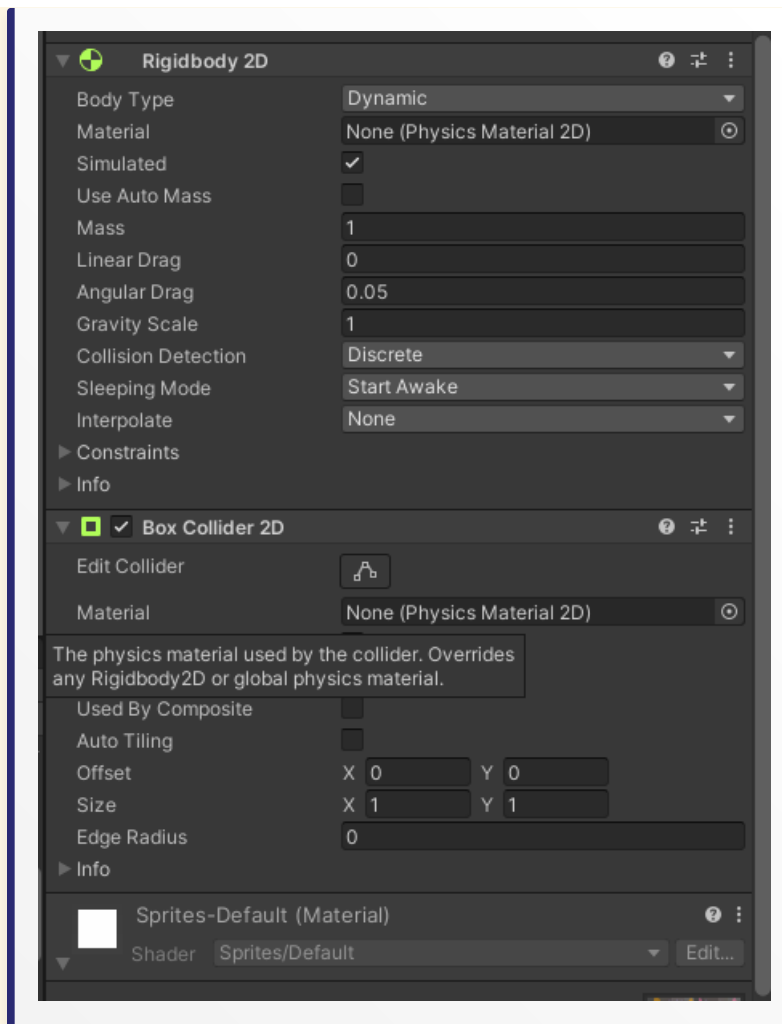 Rigidbody 2D
Body Type Dynamic
Material None (Physics Material 2D)
Simulated
Use Auto Mass
Mass 1
Linear Drag 0
Angular Drag 0.05
Gravity Scale 1
Collision Detection Discrete
Sleeping Mode Start Awake
Interpolate None
Constraints
Info
Box Collider 2D
Edit Collider
Material None (Physics Material 2D)
The physics material used by the collider. Overrides
any Rigidbody2D or global physics material.
Used By Composite
Auto Tiling
Offset X 0 Y 0
Size X 1 Y 1
Edge Radius 0
Info
Sprites-Default (Material)
Shader Sprites/Default Edit...